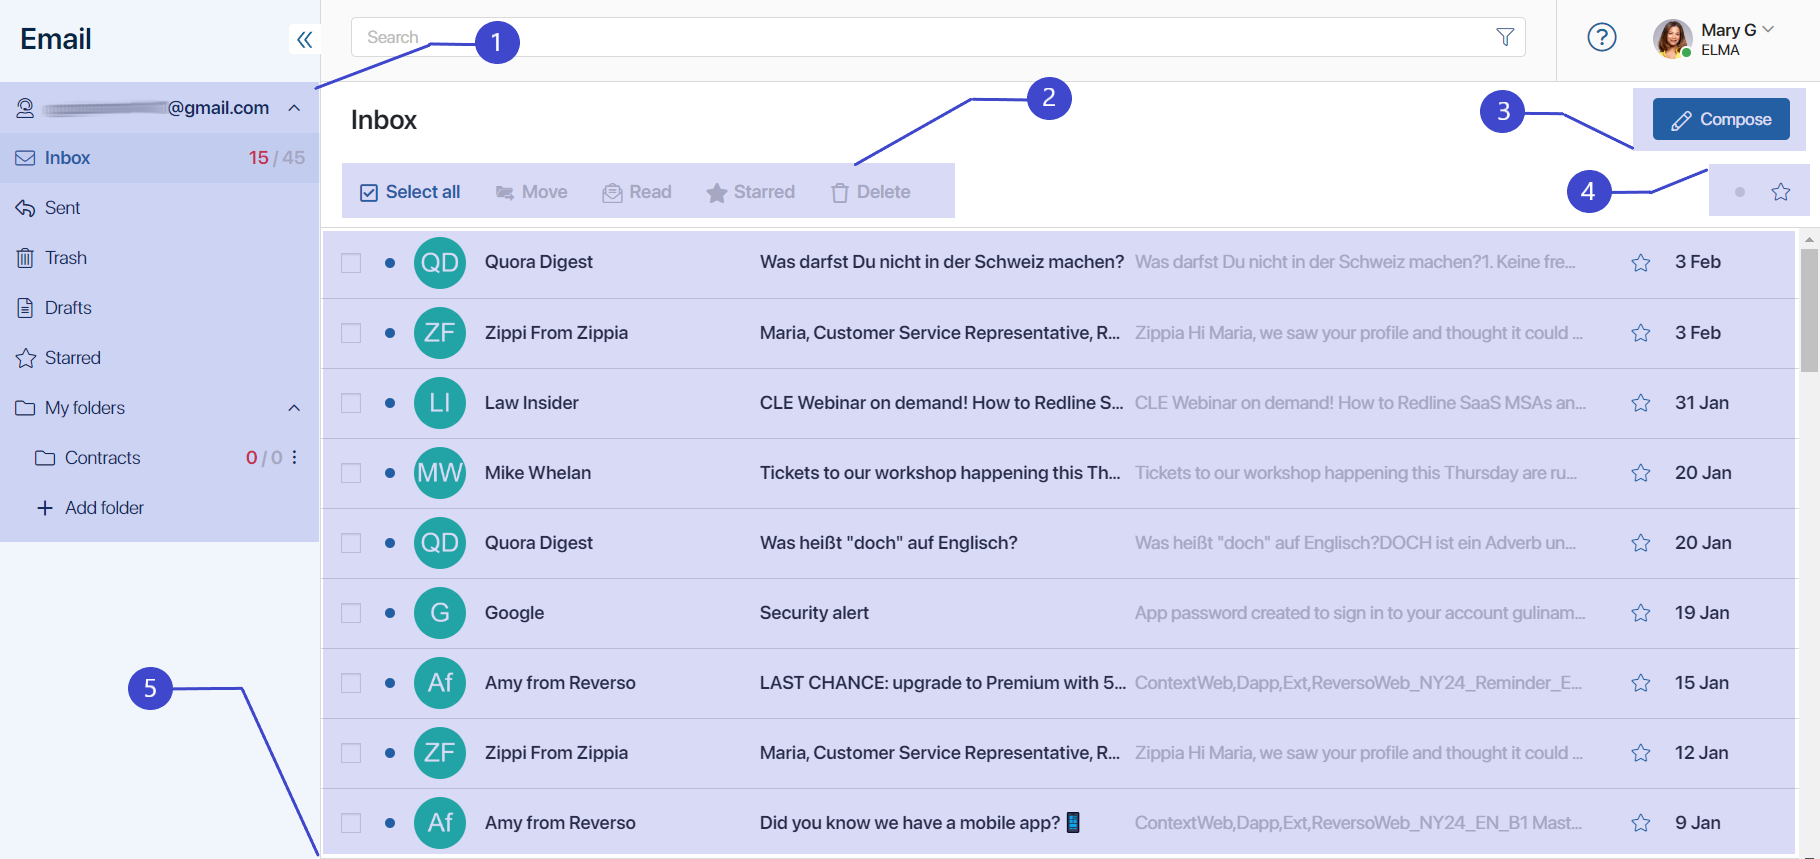 Email
Search
Mary G
ELMA
1
@gmail.com
Inbox 15 / 45
Sent
Trash
Drafts
Starred
My folders
Contracts 0 / 0
Add folder
Inbox
2
3
Compose
Select all Move Read Starred Delete
4
QD Quora Digest Was darfst Du nicht in der Schweiz machen? Was darfst Du nicht in der Schweiz machen?1. Keine fre...  3 Feb
ZF Zippi From Zippia Maria, Customer Service Representative, R... Zippia Hi Maria, we saw your profile and thought it could ... 3 Feb
LI Law Insider CLE Webinar on demand! How to Redline S... CLE Webinar on demand! How to Redline SaaS MSAs an... 31 Jan
MW Mike Whelan Tickets to our workshop happening this Th... Tickets to our workshop happening this Thursday are ru... 20 Jan
QD Quora Digest Was heißt "doch" auf Englisch? Was heißt "doch" auf Englisch?DOCH ist ein Adverb un... 20 Jan
G Google Security alert App password created to sign in to your account gulinam... 19 Jan
Af Amy from Reverso LAST CHANCE: upgrade to Premium with 5... ContextWeb,Dapp,Ext,ReversoWeb_NY24_Reminder_E... 15 Jan
ZF Zippi From Zippia Maria, Customer Service Representative, R... Zippia Hi Maria, we saw your profile and thought it could ... 12 Jan
Af Amy from Reverso Did you know we have a mobile app?📱 ContextWeb,Dapp,Ext,ReversoWeb_NY24_EN_B1 Mast... 9 Jan
5